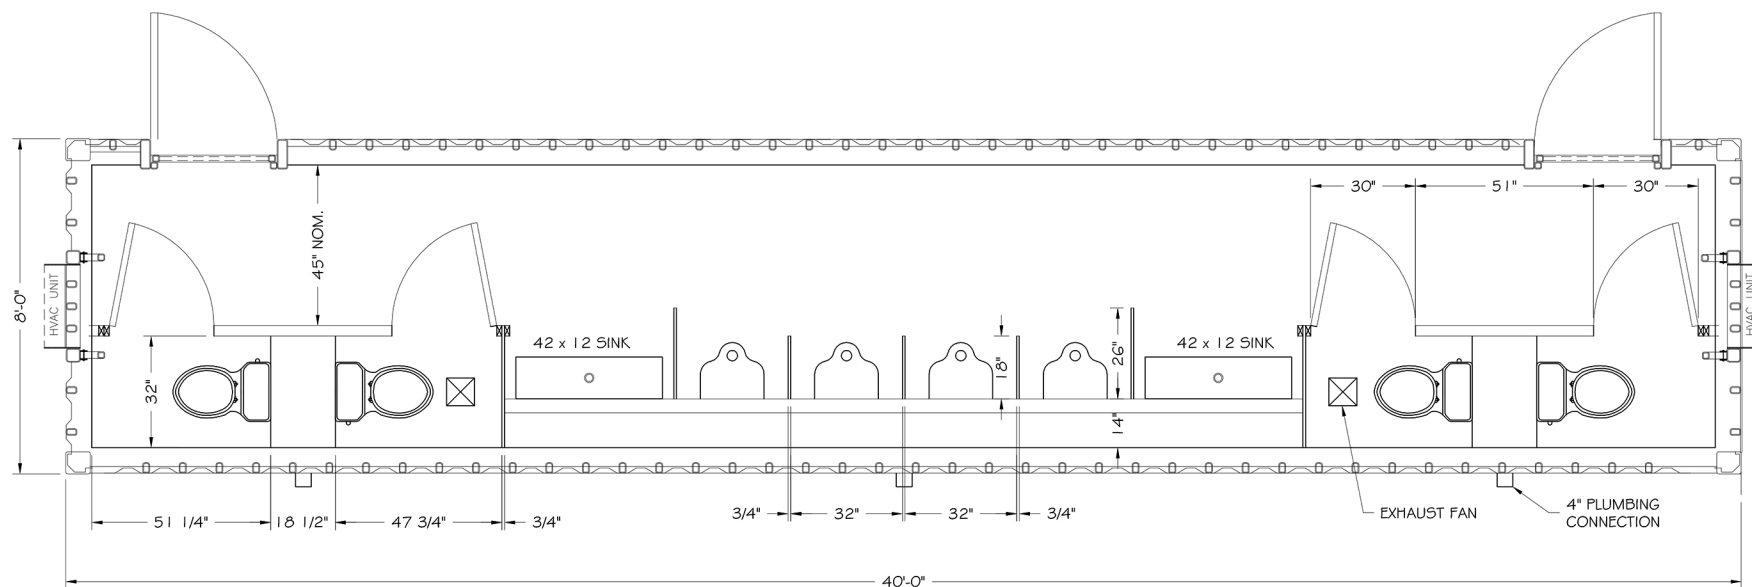 30"
51"
30"
45" NOM.
8'-0"
HVAC UNIT
HVAC UNIT
42 x 12 SINK
42 x 12 SINK
18"
26"
32"
14"
51 1/4"
18 1/2"
47 3/4"
3/4"
3/4"
32"
32"
3/4"
EXHAUST FAN
4" PLUMBING
CONNECTION
40'-0"